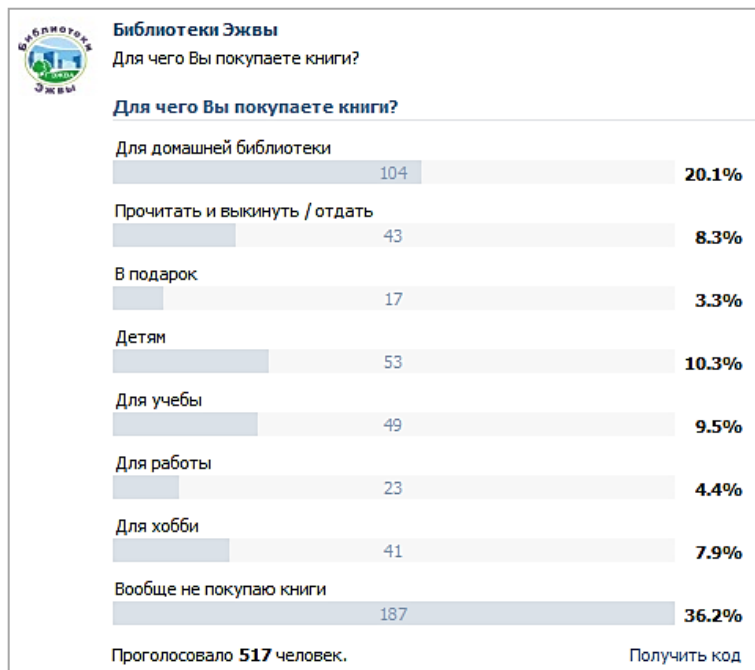 Библиотеки Эжвы
Библиотеки Эжвы
Для чего Вы покупаете книги?
Для чего Вы покупаете книги?
Для домашней библиотеки
104 20.1%
Прочитать и выкинуть / отдать
43 8.3%
В подарок
17 3.3%
Детям
53 10.3%
Для учебы
49 9.5%
Для работы
23 4.4%
Для хобби
41 7.9%
Вообще не покупаю книги
187 36.2%
Проголосовало 517 человек. Получить код